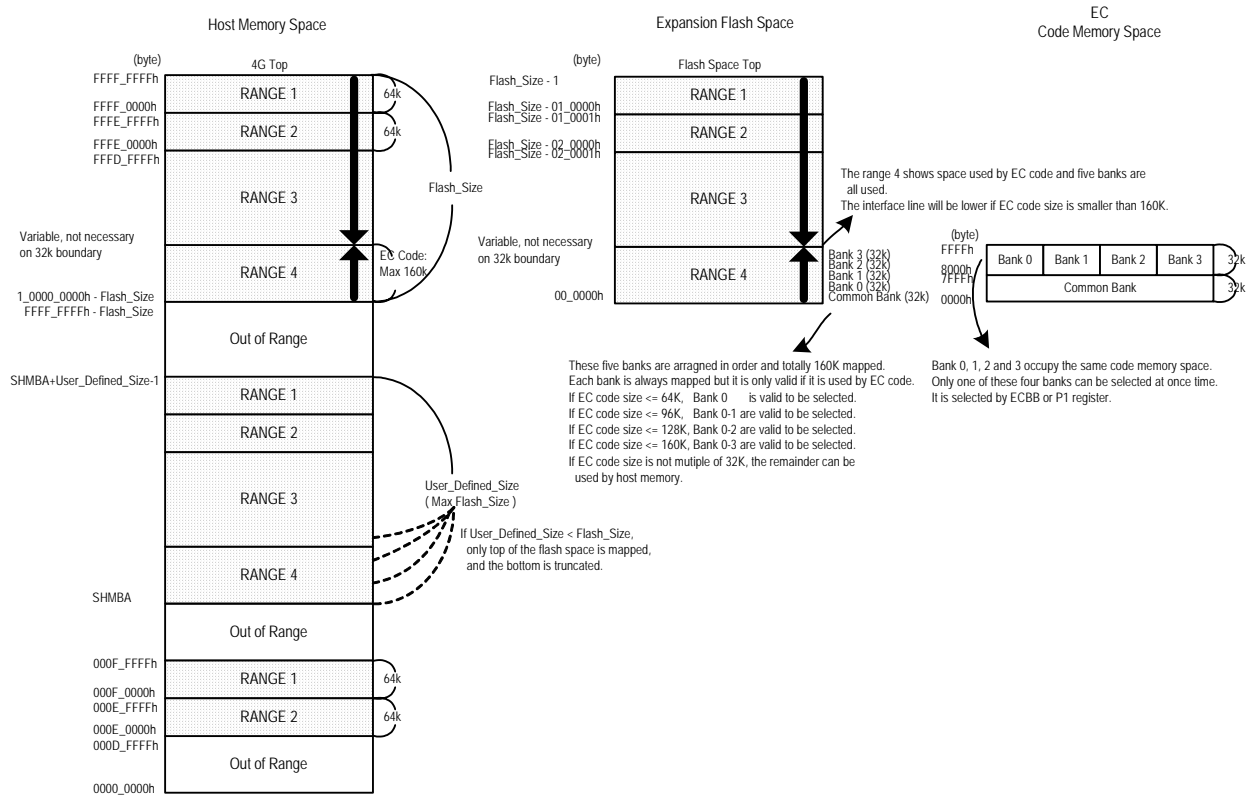 Host Memory Space
(byte)
4G Top
FFFF_FFFFh
RANGE 1
64k
FFFF_0000h
FFFE_FFFFh
RANGE 2
64k
FFFE_0000h
FFFD_FFFFh
RANGE 3
Flash_Size
Variable, not necessary
on 32k boundary
EC Code:
Max 160k
RANGE 4
1_0000_0000h - Flash_Size
FFFF_FFFFh - Flash_Size
Out of Range
SHMBA+User_Defined_Size-1
RANGE 1
RANGE 2
RANGE 3
User_Defined_Size
( Max Flash_Size )
If User_Defined_Size < Flash_Size,
only top of the flash space is mapped,
and the bottom is truncated.
RANGE 4
SHMBA
Out of Range
000F_FFFFh
RANGE 1
64k
000F_0000h
000E_FFFFh
RANGE 2
64k
000E_0000h
000D_FFFFh
Out of Range
0000_0000h
Expansion Flash Space
(byte)
Flash Space Top
Flash_Size - 1
RANGE 1
Flash_Size - 01_0000h
Flash_Size - 01_0001h
RANGE 2
Flash_Size - 02_0000h
Flash_Size - 02_0001h
RANGE 3
The range 4 shows space used by EC code and five banks are
all used.
The interface line will be lower if EC code size is smaller than 160K.
Variable, not necessary
on 32k boundary
RANGE 4
Bank 3 (32k)
Bank 2 (32k)
Bank 1 (32k)
Bank 0 (32k)
Common Bank (32k)
00_0000h
These five banks are arragned in order and totally 160K mapped.
Each bank is always mapped but it is only valid if it is used by EC code.
If EC code size <= 64K, Bank 0 is valid to be selected.
If EC code size <= 96K, Bank 0-1 are valid to be selected.
If EC code size <= 128K, Bank 0-2 are valid to be selected.
If EC code size <= 160K, Bank 0-3 are valid to be selected.
If EC code size is not mutiple of 32K, the remainder can be
used by host memory.
EC
Code Memory Space
(byte)
FFFFh
Bank 0 Bank 1 Bank 2 Bank 3
32k
8000h
7FFFh
Common Bank
32k
0000h
Bank 0, 1, 2 and 3 occupy the same code memory space.
Only one of these four banks can be selected at once time.
It is selected by ECBB or P1 register.